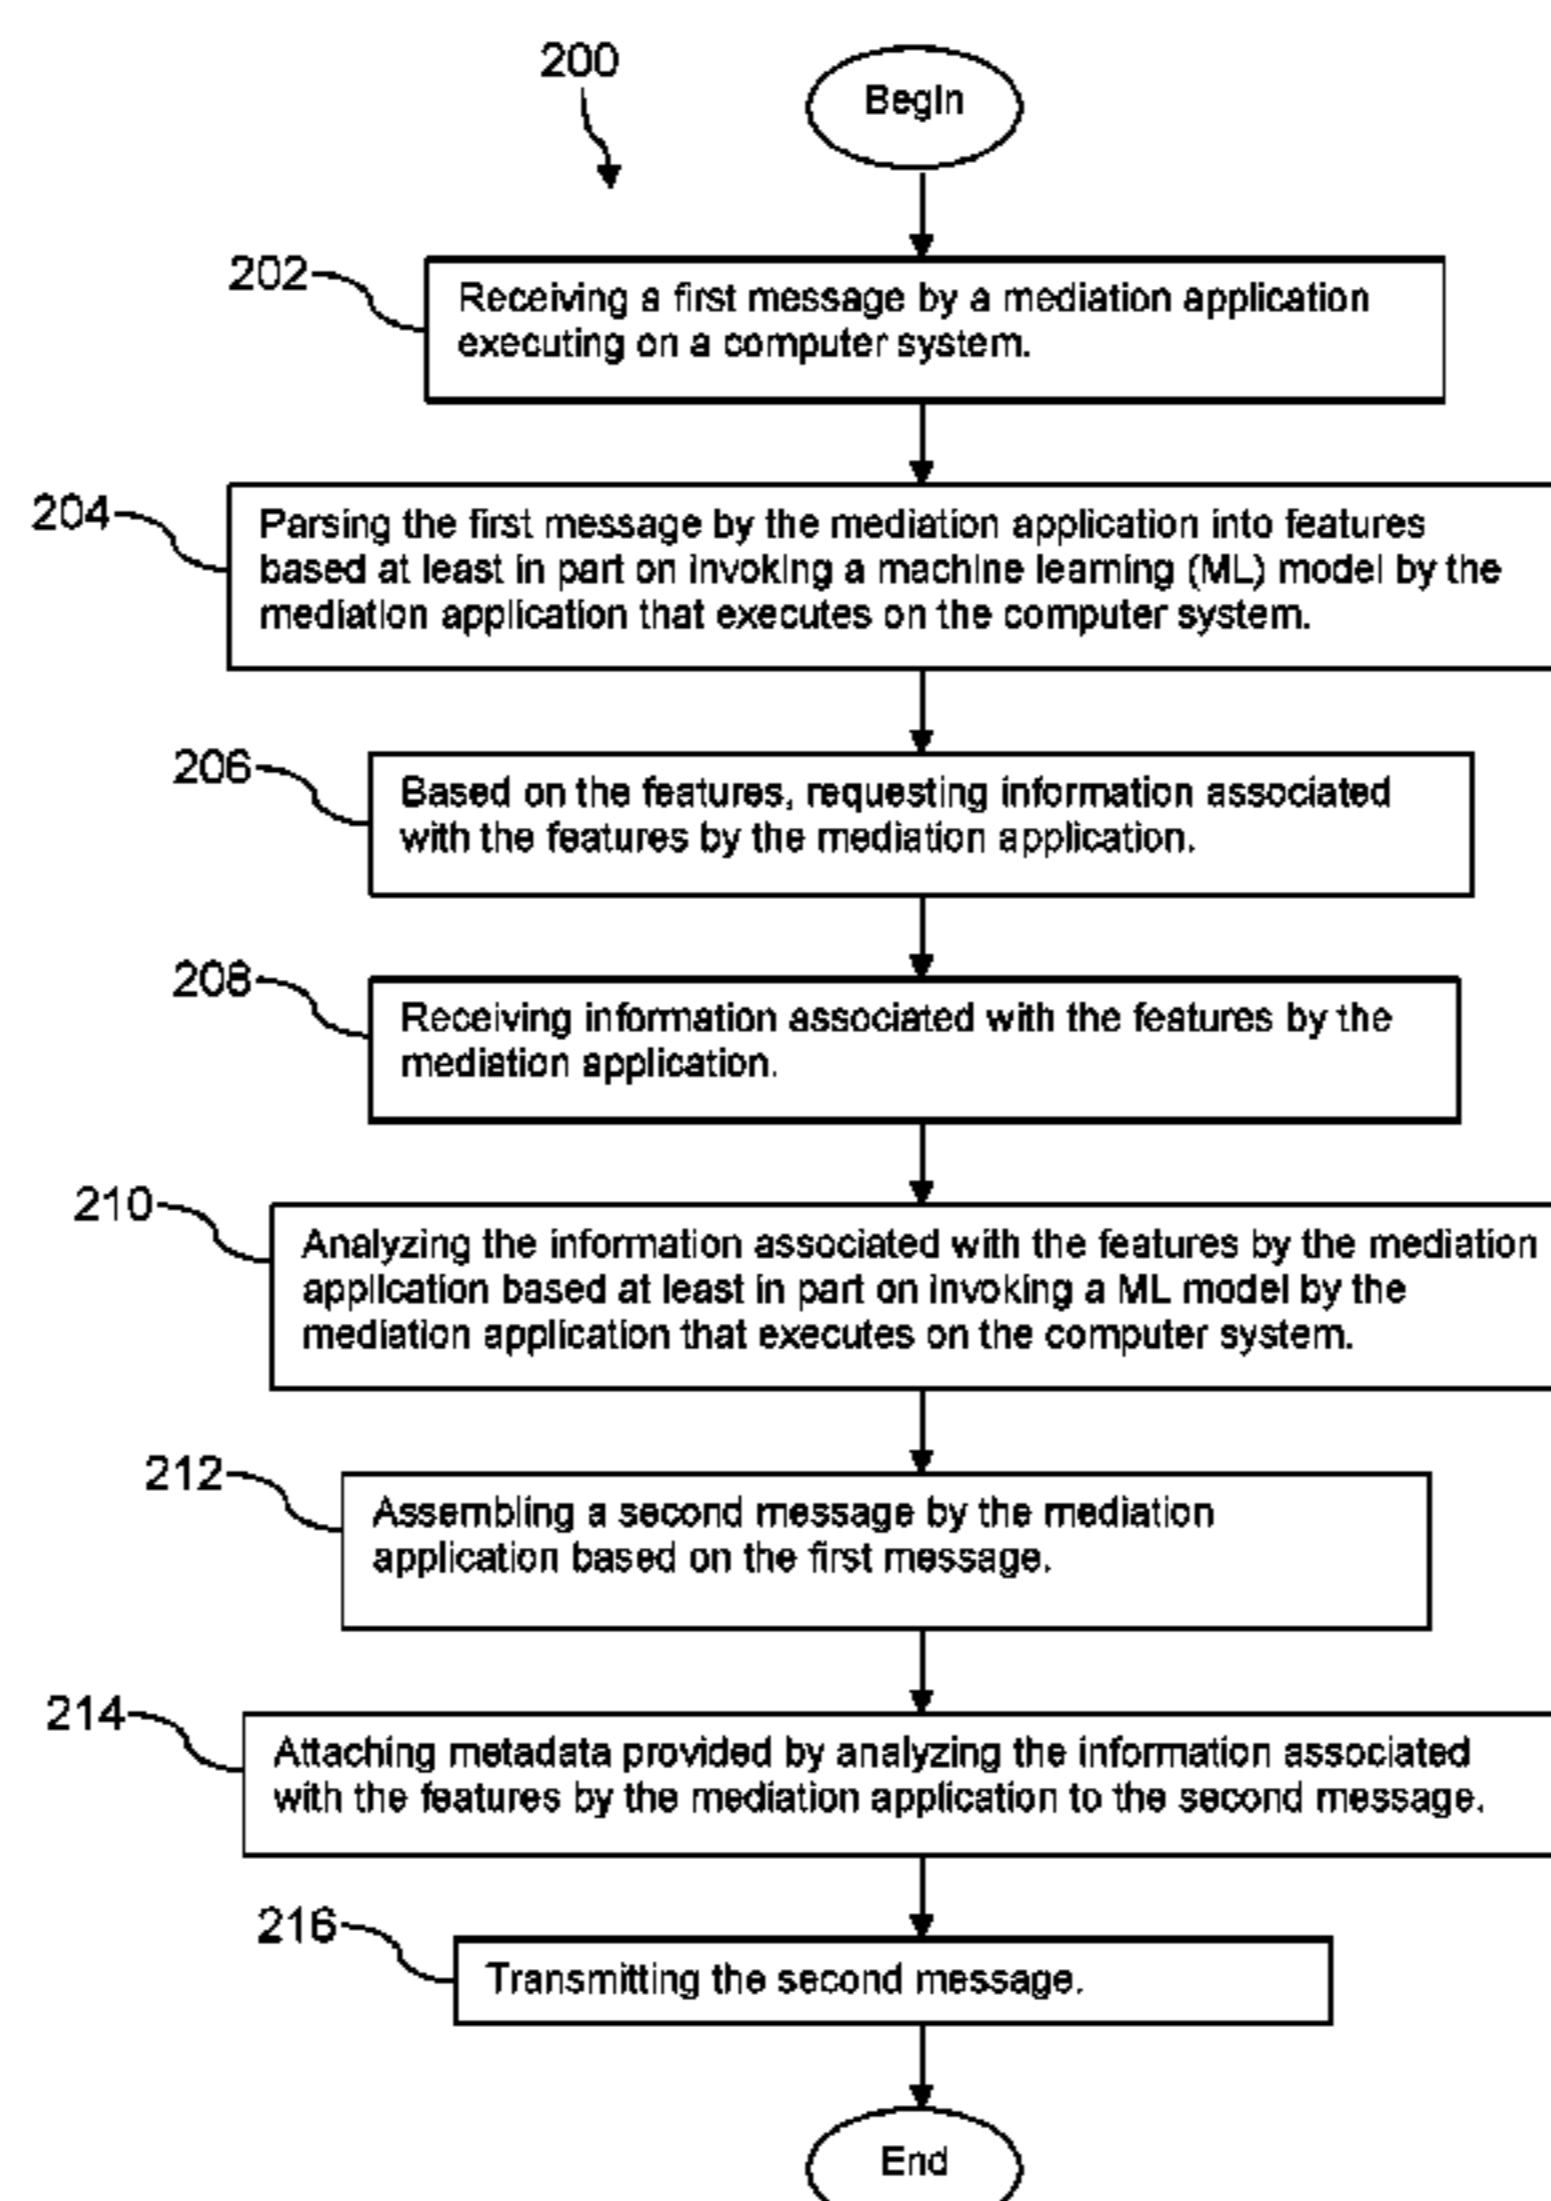 200
Begin
202
Receiving a first message by a mediation application
executing on a computer system.
204
Parsing the first message by the mediation application into features
based at least in part on invoking a machine learning (ML) model by the
mediation application that executes on the computer system.
206
Based on the features, requesting information associated
with the features by the mediation application.
208
Receiving information associated with the features by the
mediation application.
210
Analyzing the information associated with the features by the mediation
application based at least in part on invoking a ML model by the
mediation application that executes on the computer system.
212
Assembling a second message by the mediation
application based on the first message.
214
Attaching metadata provided by analyzing the information associated
with the features by the mediation application to the second message.
216
Transmitting the second message.
End